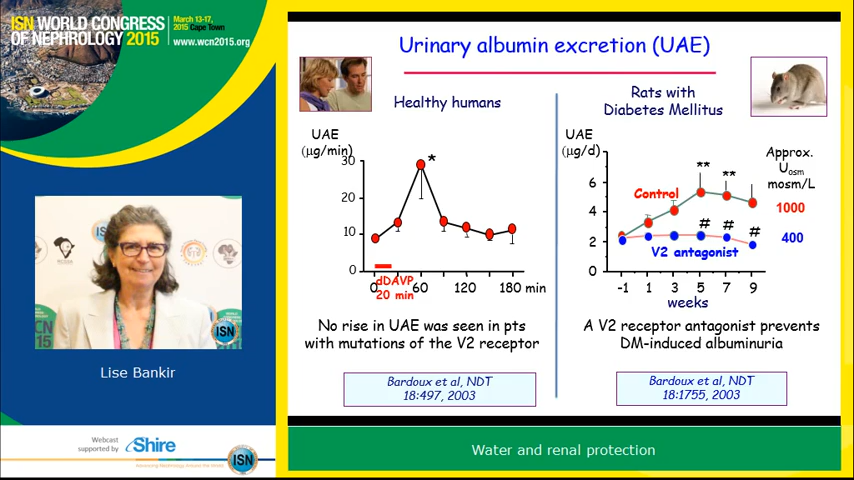 ISN WORLD CONGRESS
OF NEPHROLOGY 2015
March 13-17,
2015 Cape Town
www.wcn2015.org
Urinary albumin excretion (UAE)
Healthy humans
Rats with
Diabetes Mellitus
UAE
(µg/min)
30
20
10
0
*
dDAVP
20 min
0 60 120 180 min
UAE
(µg/d)
6
4
2
0
Control
** **
# # #
V2 antagonist
-1 1 3 5 7 9
weeks
Approx.
Uosm
mosm/L
1000
400
No rise in UAE was seen in pts
with mutations of the V2 receptor
A V2 receptor antagonist prevents
DM-induced albuminuria
Bardoux et al, NDT
18:497, 2003
Bardoux et al, NDT
18:1755, 2003
ISN
Lise Bankir
Webcast
supported by
Shire
ISN
Water and renal protection